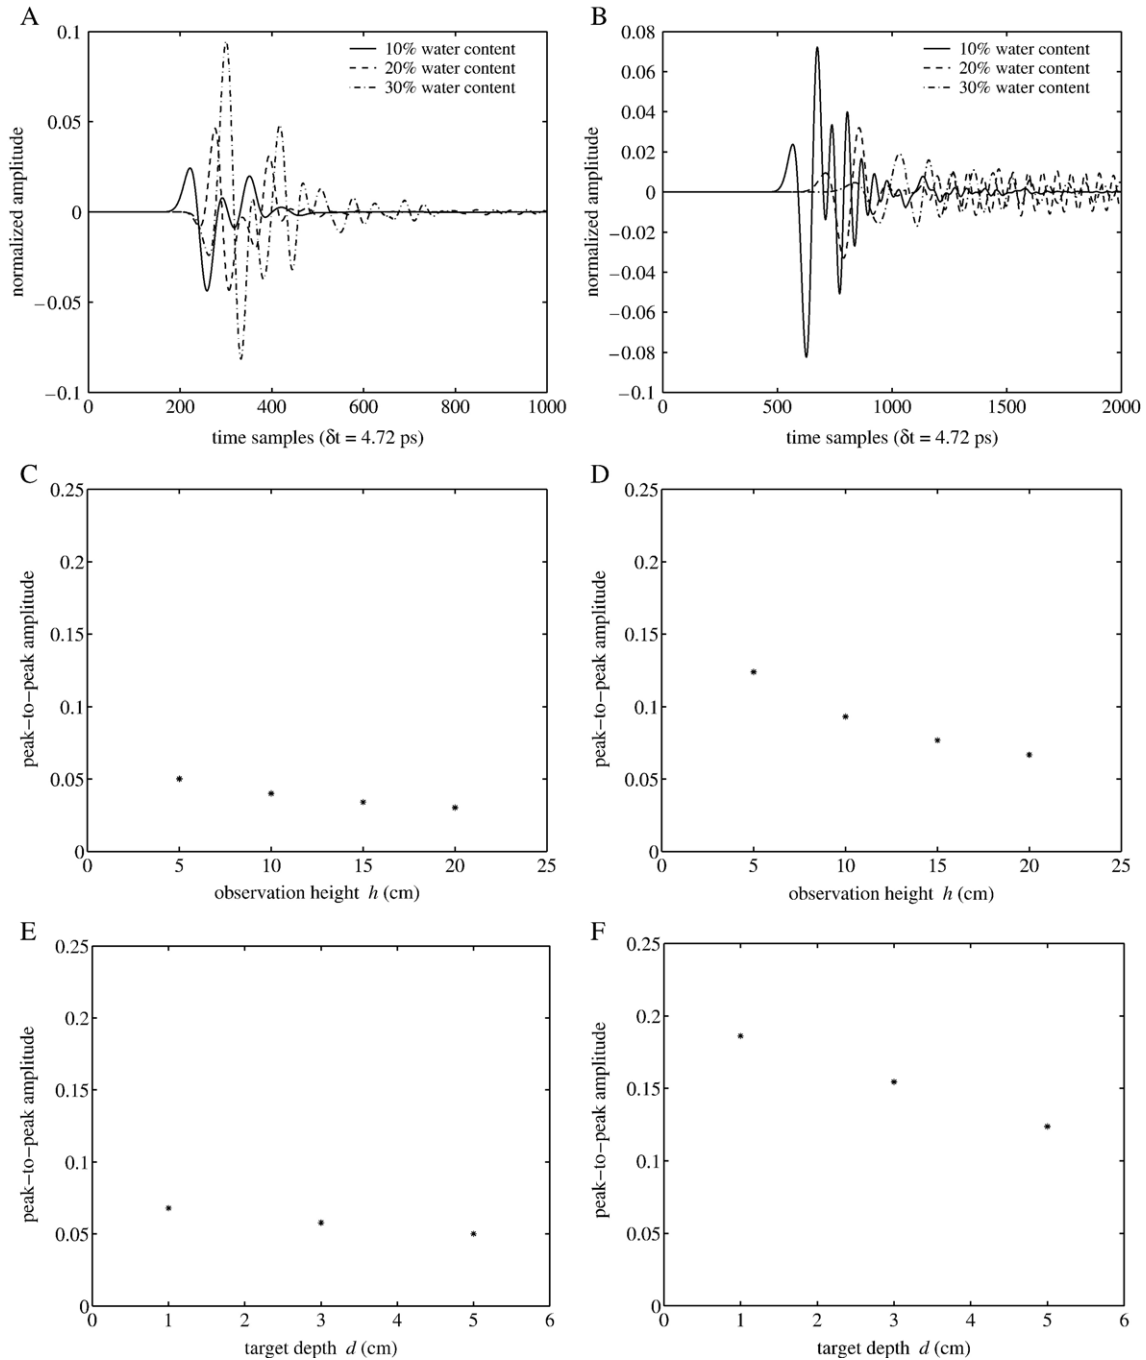 A
0.1
0.05
0
−0.05
−0.1
normalized amplitude
10% water content
20% water content
30% water content
0 200 400 600 800 1000
time samples (δt = 4.72 ps)
B
0.08
0.06
0.04
0.02
0
−0.02
−0.04
−0.06
−0.08
−0.1
normalized amplitude
10% water content
20% water content
30% water content
0 500 1000 1500 2000
time samples (δt = 4.72 ps)
C
0.25
0.2
0.15
0.1
0.05
0
peak−to−peak amplitude
0 5 10 15 20 25
observation height h (cm)
D
0.25
0.2
0.15
0.1
0.05
0
peak−to−peak amplitude
0 5 10 15 20 25
observation height h (cm)
E
0.25
0.2
0.15
0.1
0.05
0
peak−to−peak amplitude
0 1 2 3 4 5 6
target depth d (cm)
F
0.25
0.2
0.15
0.1
0.05
0
peak−to−peak amplitude
0 1 2 3 4 5 6
target depth d (cm)